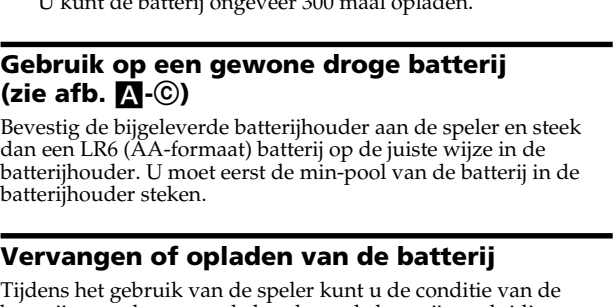 U kunt de batterij ongeveer 300 maal opladen.
Gebruik op een gewone droge batterij
(zie afb. A-ⓒ)
Bevestig de bijgeleverde batterijhouder aan de speler en steek
dan een LR6 (AA-formaat) batterij op de juiste wijze in de
batterijhouder. U moet eerst de min-pool van de batterij in de
batterijhouder steken.
Vervangen of opladen van de batterij
Tijdens het gebruik van de speler kunt u de conditie van de